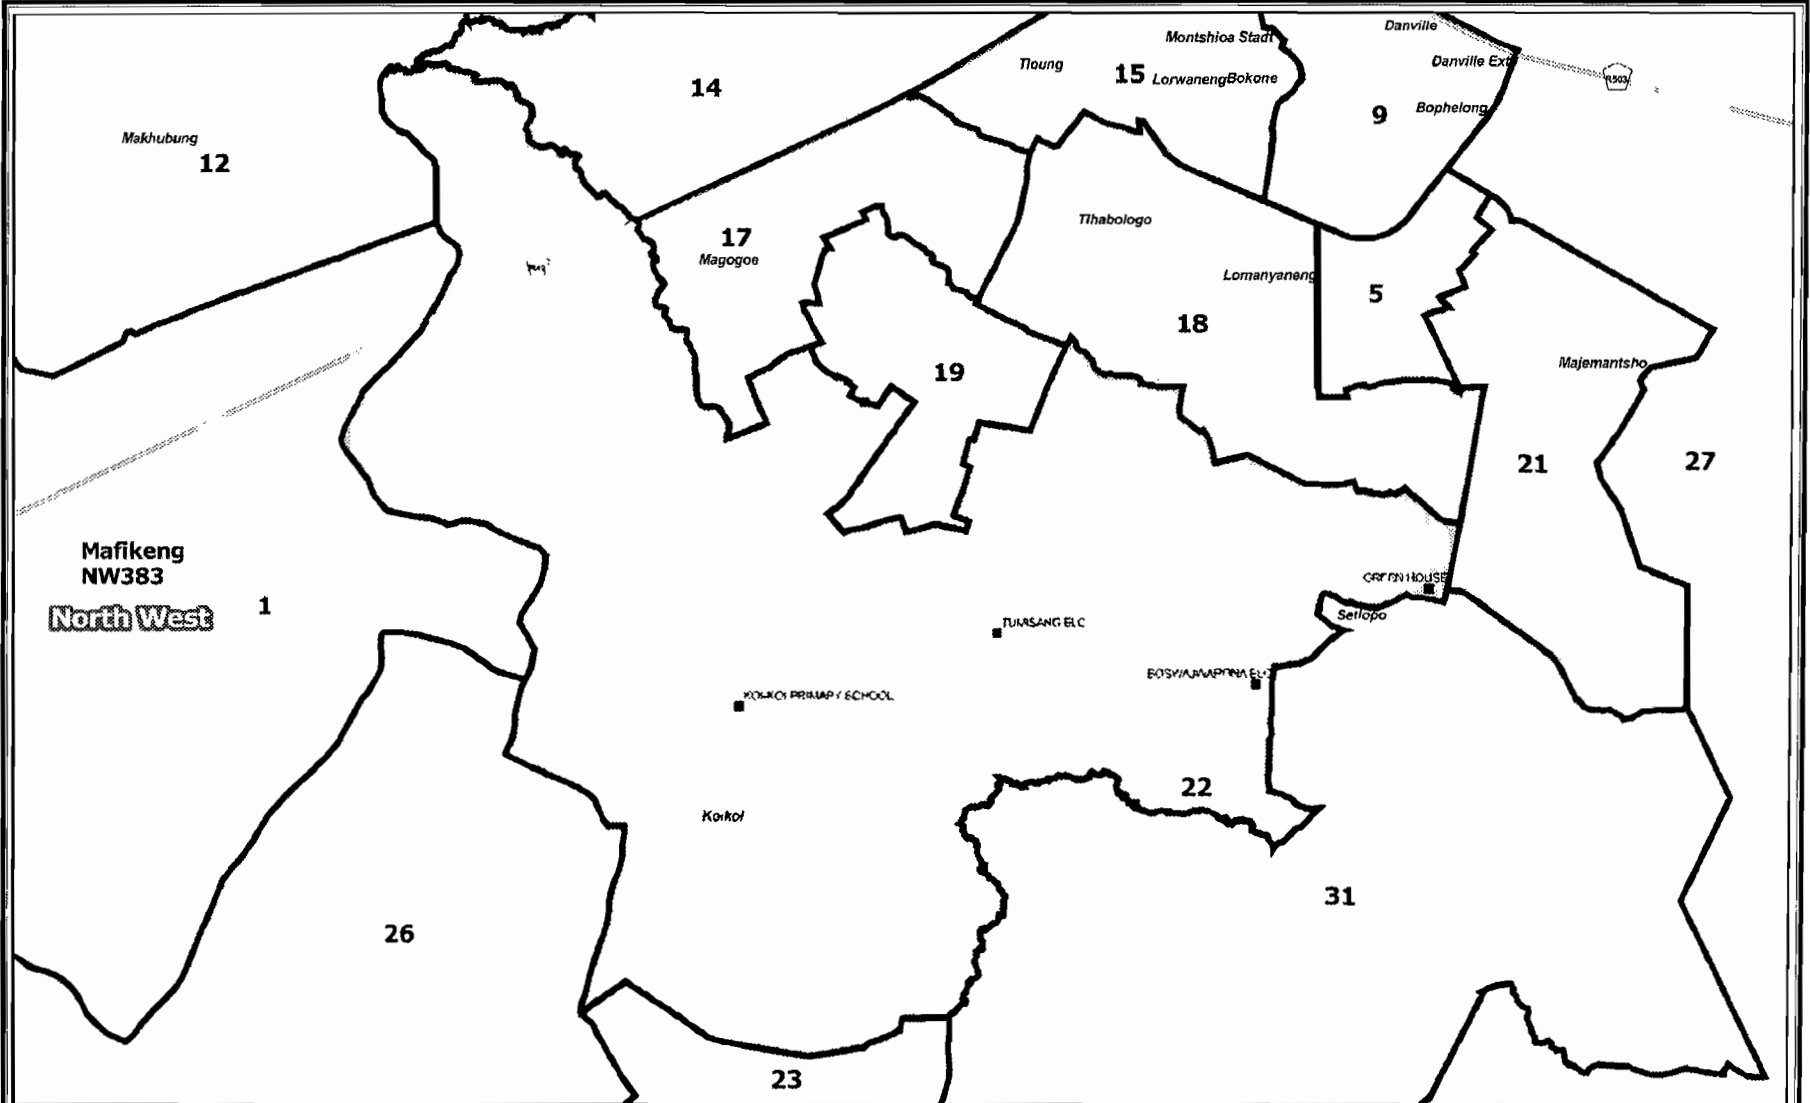 Danville
Montshioa Stadt
Tloung
15
LorwanengBokone
Danville Ext
R503
14
9
Bophelong
Makhubung
12
Tlhabologo
17
Magogoe
Lomanyaneng
5
18
19
Majemantsho
21
27
Mafikeng
NW383
North West
1
GREEN HOUSE
Setlopo
TUMISANG ELC
KOIKOI PRIMARY SCHOOL
22
Koikoi
31
26
23